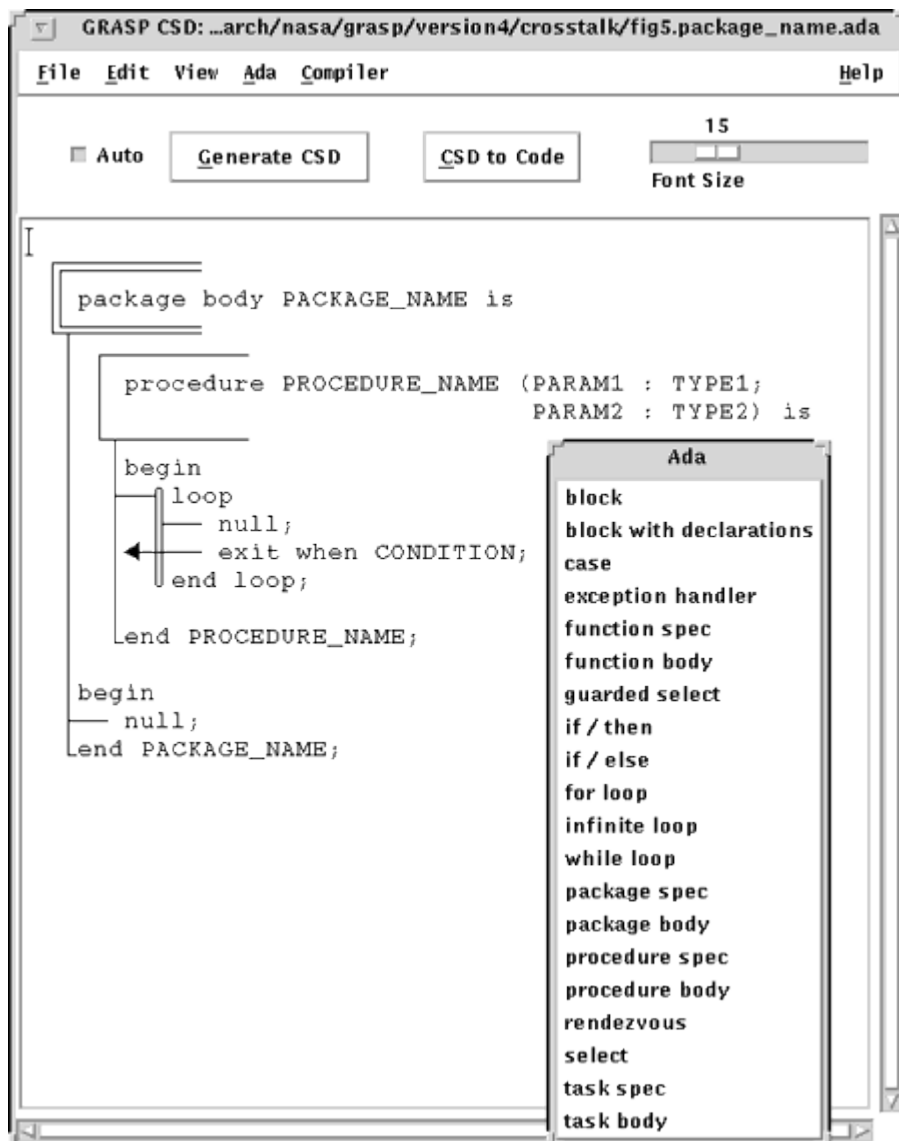 GRASP CSD: ...arch/nasa/grasp/version4/crosstalk/fig5.package_name.ada
File Edit View Ada Compiler Help
Auto Generate CSD CSD to Code 15
Font Size
package body PACKAGE_NAME is
procedure PROCEDURE_NAME (PARAM1 : TYPE1;
PARAM2 : TYPE2) is
begin
loop
null;
exit when CONDITION;
end loop;
end PROCEDURE_NAME;
begin
null;
end PACKAGE_NAME;
Ada
block
block with declarations
case
exception handler
function spec
function body
guarded select
if / then
if / else
for loop
infinite loop
while loop
package spec
package body
procedure spec
procedure body
rendezvous
select
task spec
task body